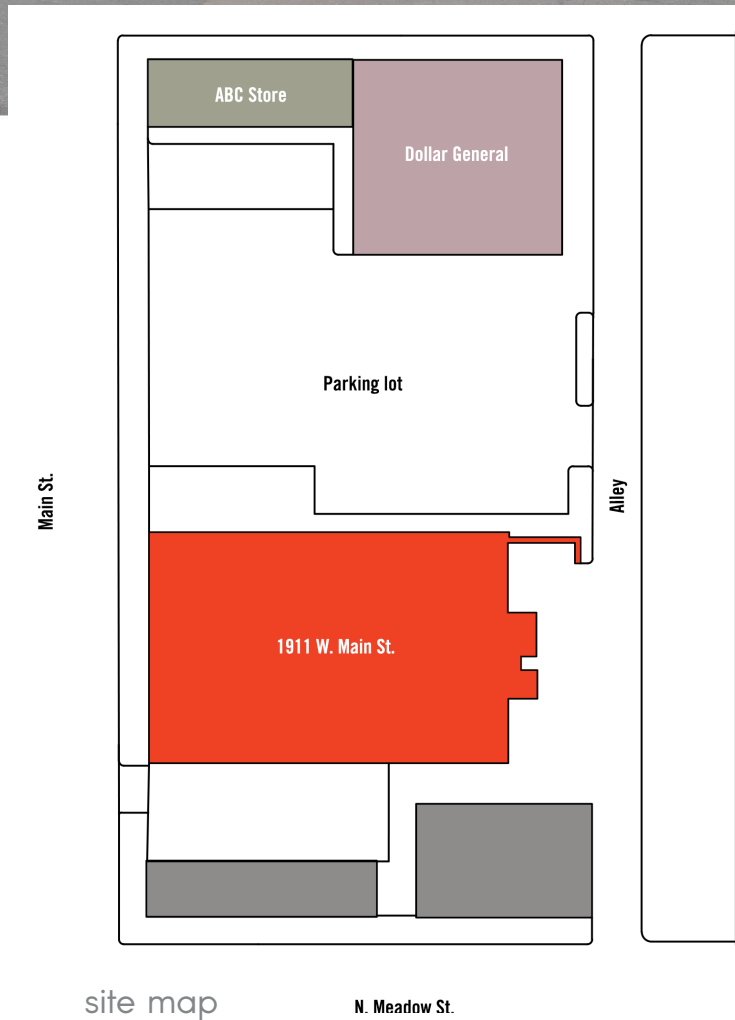 ABC Store
Dollar General
Parking lot
Main St.
Alley
1911 W. Main St.
site map
N. Meadow St.